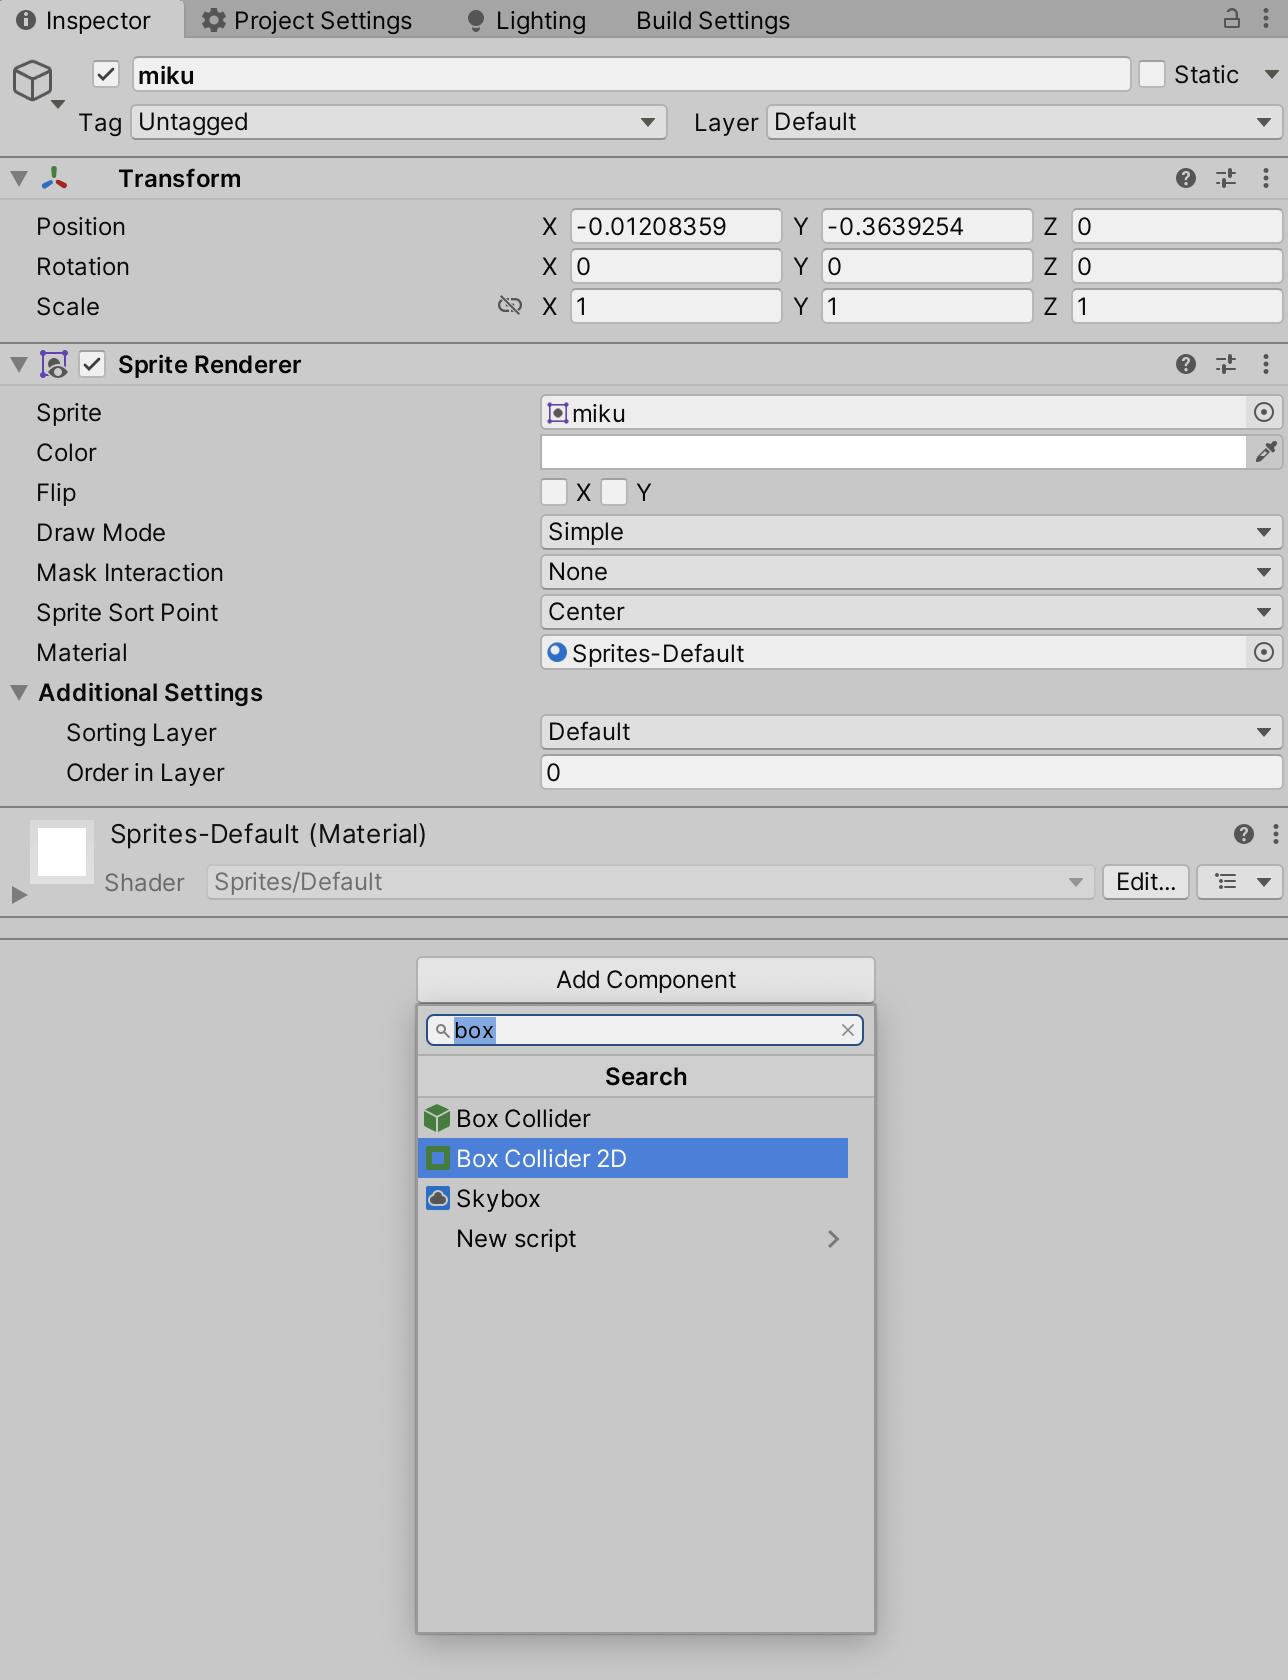 Inspector Project Settings Lighting Build Settings
miku Static
Tag Untagged Layer Default
Transform
Position X -0.01208359 Y -0.3639254 Z 0
Rotation X 0 Y 0 Z 0
Scale X 1 Y 1 Z 1
Sprite Renderer
Sprite miku
Color
Flip X Y
Draw Mode Simple
Mask Interaction None
Sprite Sort Point Center
Material Sprites-Default
Additional Settings
Sorting Layer Default
Order in Layer 0
Sprites-Default (Material)
Shader Sprites/Default Edit...
Add Component
box
Search
Box Collider
Box Collider 2D
Skybox
New script